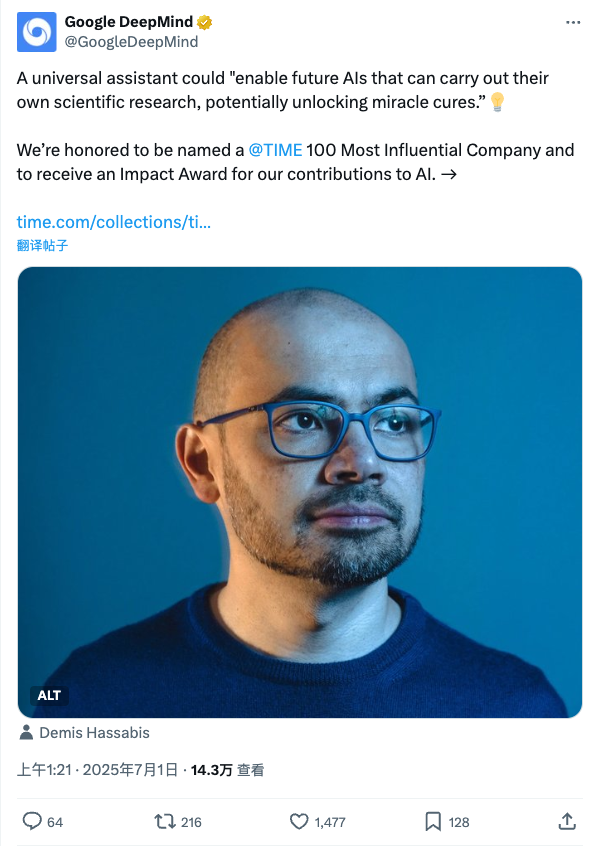 Google DeepMind
@GoogleDeepMind
A universal assistant could "enable future AIs that can carry out their
own scientific research, potentially unlocking miracle cures.” 💡
We’re honored to be named a @TIME 100 Most Influential Company and
to receive an Impact Award for our contributions to AI. →
time.com/collections/ti...
翻译帖子
ALT
Demis Hassabis
上午1:21 · 2025年7月1日 · 14.3万 查看
64 216 1,477 128